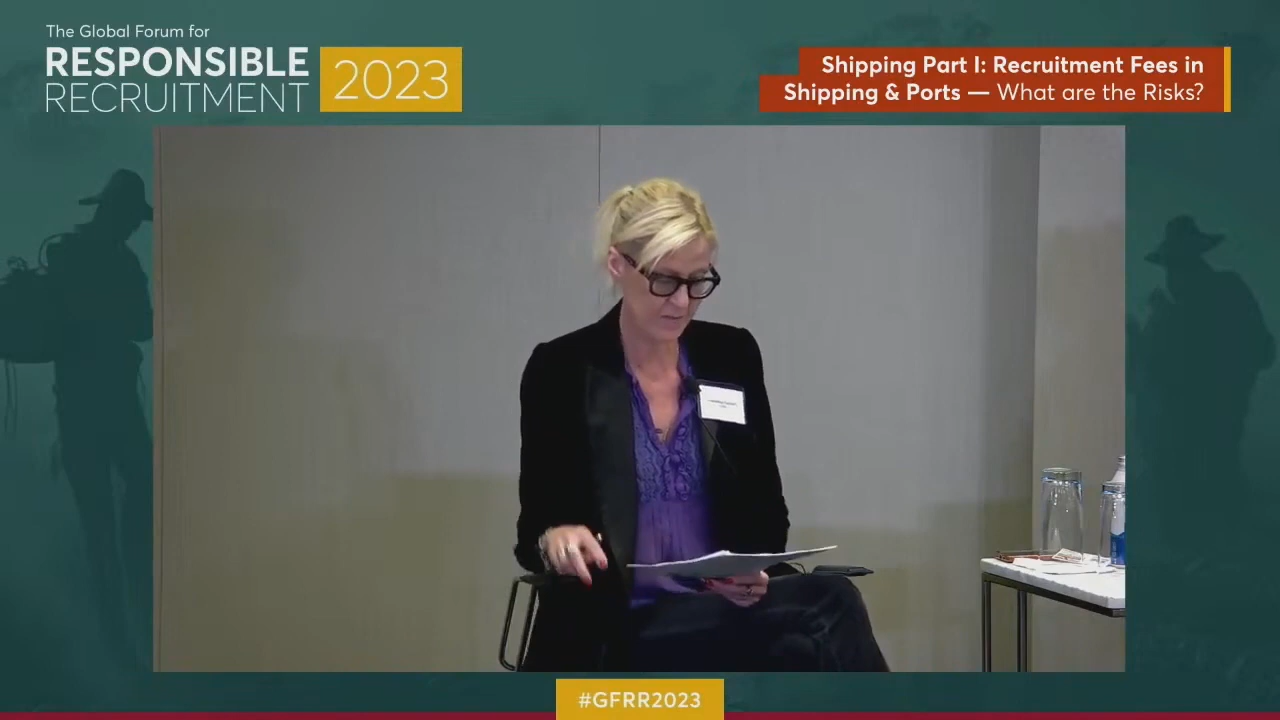 The Global Forum for
RESPONSIBLE
RECRUITMENT
2023
Shipping Part I: Recruitment Fees in
Shipping & Ports — What are the Risks?
#GFRR2023